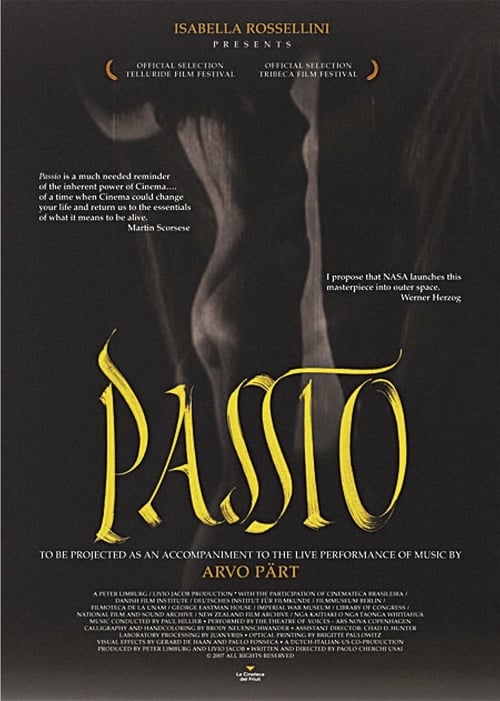 ISABELLA ROSSELLINI
PRESENTS
OFFICIAL SELECTION
TELLURIDE FILM FESTIVAL
OFFICIAL SELECTION
TRIBECA FILM FESTIVAL
Passio is a much needed reminder
of the inherent power of Cinema....
of a time when Cinema could change
your life and return us to the essentials
of what it means to be alive.
Martin Scorsese
I propose that NASA launches this
masterpiece into outer space.
Werner Herzog
PASSIO
TO BE PROJECTED AS AN ACCOMPANIMENT TO THE LIVE PERFORMANCE OF MUSIC BY
ARVO PÄRT
A PETER LIMBURG / LIVIO JACOB PRODUCTION • WITH THE PARTICIPATION OF CINEMATECA BRASILEIRA /
DANISH FILM INSTITUTE / DEUTSCHES INSTITUT FÜR FILMKUNDE / FILMMUSEUM BERLIN /
FILMOTECA DE LA UNAM / GEORGE EASTMAN HOUSE / IMPERIAL WAR MUSEUM / LIBRARY OF CONGRESS /
NATIONAL FILM AND SOUND ARCHIVE / NEW ZEALAND FILM ARCHIVE / NGA KAITIAKI O NGA TAONGA WHITIAHUA
MUSIC CONDUCTED BY PAUL HILLIER • PERFORMED BY THE THEATRE OF VOICES - ARS NOVA COPENHAGEN
CALLIGRAPHY AND HANDCOLORING BY BRODY NEUENSCHWANDER • ASSISTANT DIRECTOR: CHAD D. HUNTER
LABORATORY PROCESSING BY JUAN VRIJS • OPTICAL PRINTING BY BRIGITTE PAULOWITZ
VISUAL EFFECTS BY GERARD DE HAAN AND PAULO FONSECA • A DUTCH-ITALIAN-US CO-PRODUCTION
PRODUCED BY PETER LIMBURG AND LIVIO JACOB • WRITTEN AND DIRECTED BY PAOLO CHERCHI USAI
© 2007 ALL RIGHTS RESERVED
La Cineteca
del Friuli